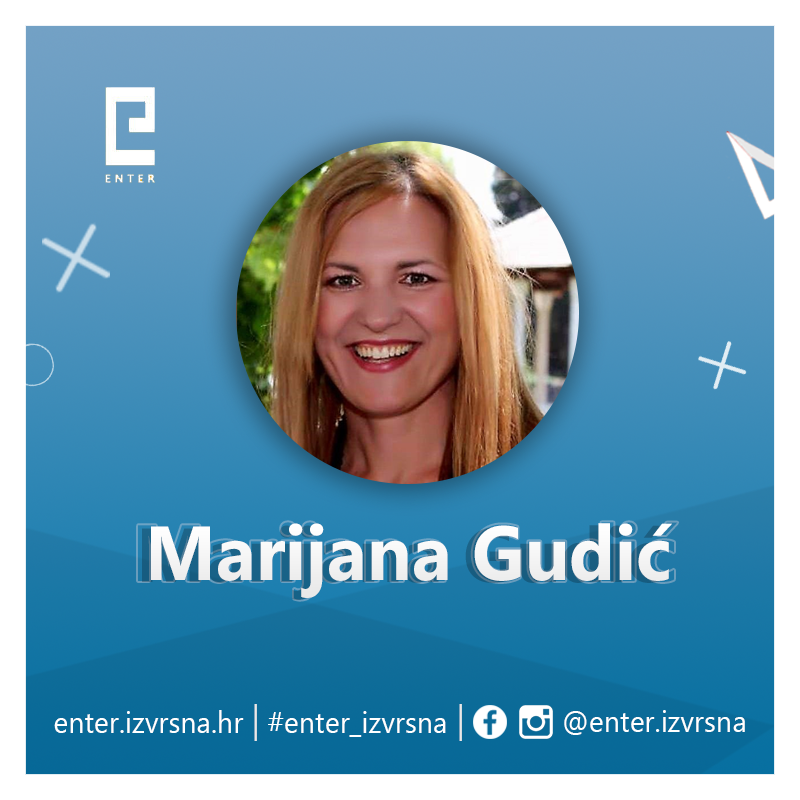 ENTER
Marijana Gudić
enter.izvrsna.hr | #enter_izvrsna | @enter.izvrsna